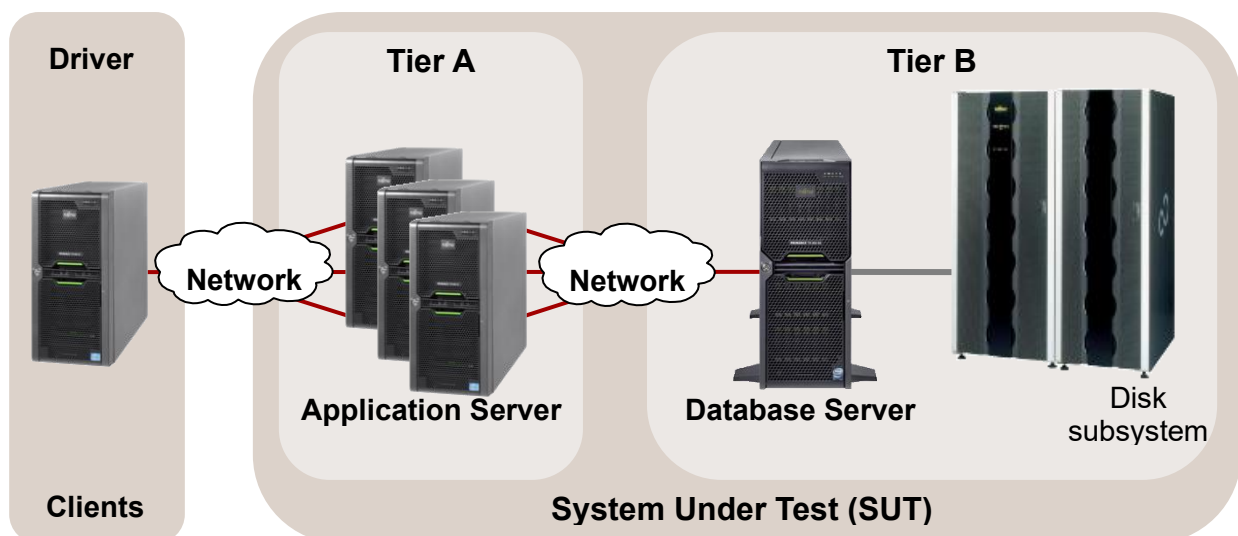 Driver
Tier A
Tier B
Network
Network
Application Server
Database Server
Disk
subsystem
Clients
System Under Test (SUT)